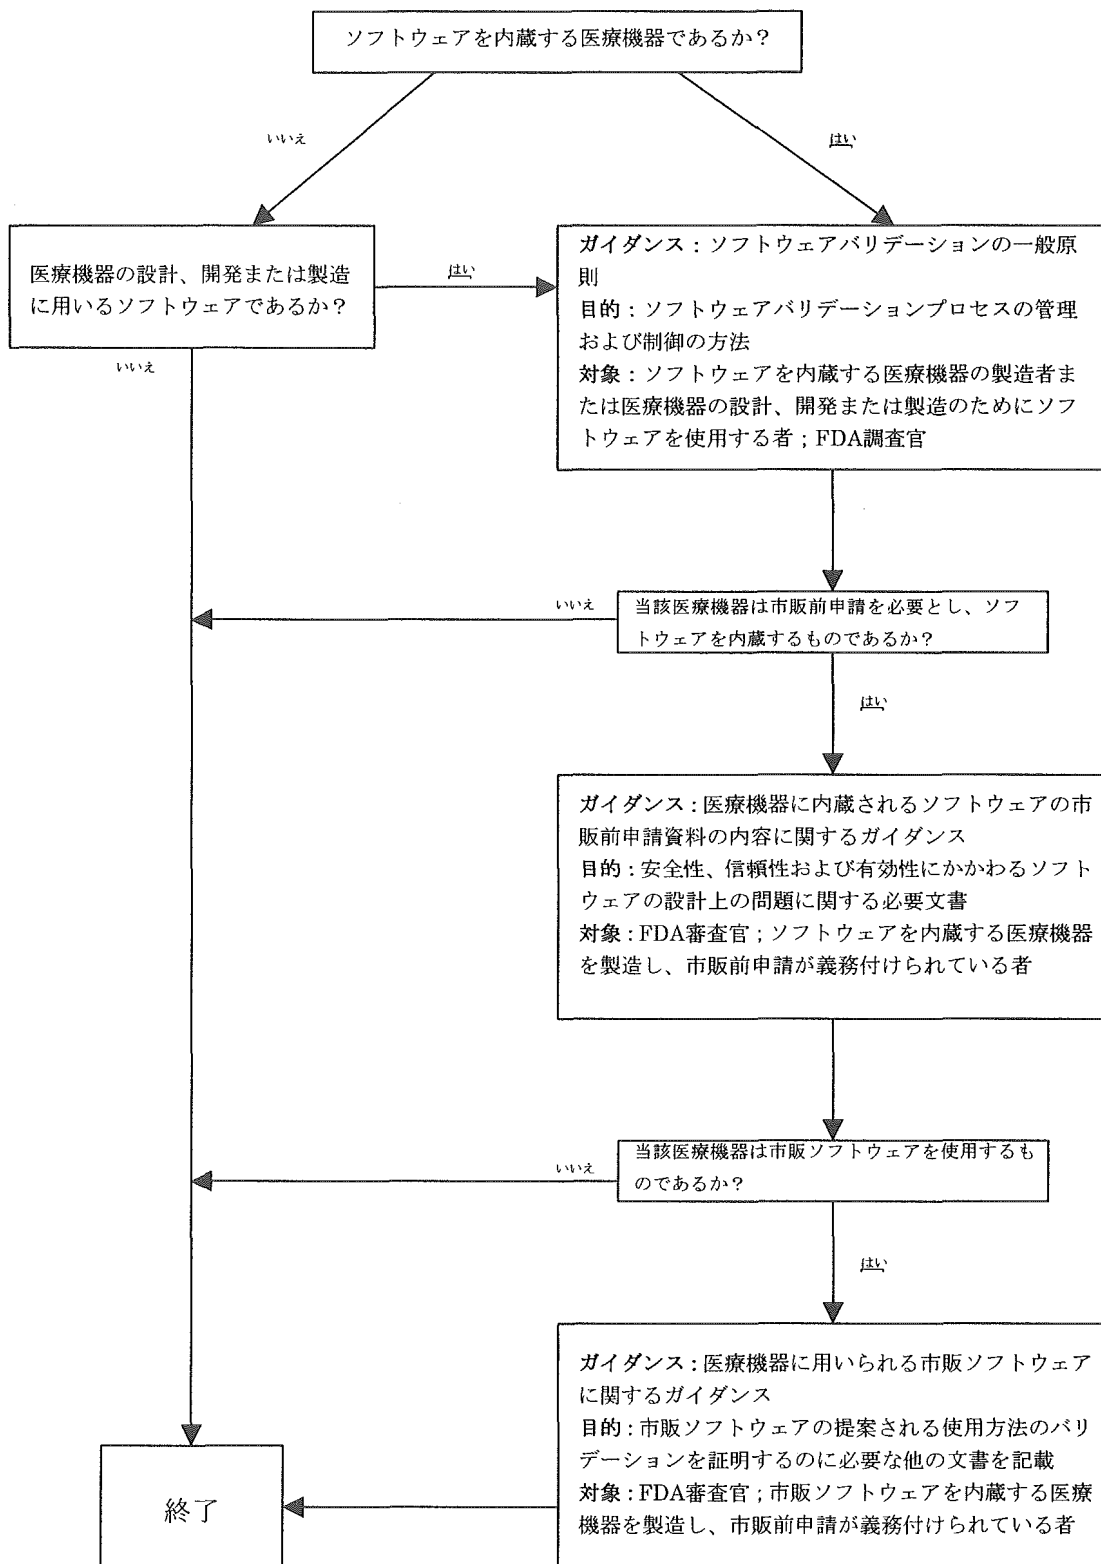 ソフトウェアを内蔵する医療機器であるか？
いいえ
はい
医療機器の設計、開発または製造
に用いるソフトウェアであるか？
はい
いいえ
ガイダンス：ソフトウェアバリデーションの一般原
則
目的：ソフトウェアバリデーションプロセスの管理
および制御の方法
対象：ソフトウェアを内蔵する医療機器の製造者ま
たは医療機器の設計、開発または製造のためにソフ
トウェアを使用する者；FDA調査官
いいえ
当該医療機器は市販前申請を必要とし、ソフ
トウェアを内蔵するものであるか？
はい
ガイダンス：医療機器に内蔵されるソフトウェアの市
販前申請資料の内容に関するガイダンス
目的：安全性、信頼性および有効性にかかわるソフト
ウェアの設計上の問題に関する必要文書
対象：FDA審査官；ソフトウェアを内蔵する医療機器
を製造し、市販前申請が義務付けられている者
いいえ
当該医療機器は市販ソフトウェアを使用するも
のであるか？
はい
ガイダンス：医療機器に用いられる市販ソフトウェア
に関するガイダンス
目的：市販ソフトウェアの提案される使用方法のバリ
デーションを証明するのに必要な他の文書を記載
対象：FDA審査官；市販ソフトウェアを内蔵する医療
機器を製造し、市販前申請が義務付けられている者
終了